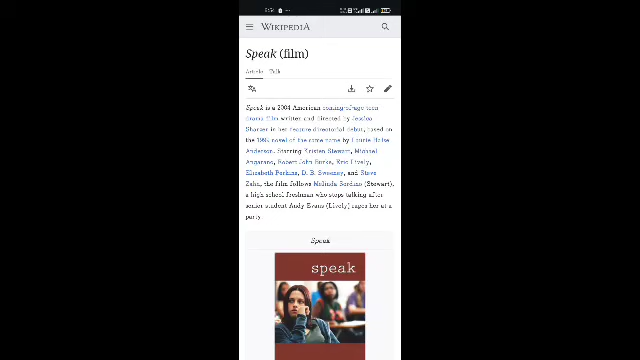 WIKIPEDIA
Speak (film)
Article Talk
Speak is a 2004 American coming-of-age teen
drama film written and directed by Jessica
Sharzer in her feature directorial debut, based on
the 1999 novel of the same name by Laurie Halse
Anderson. Starring Kristen Stewart, Michael
Angarano, Robert John Burke, Eric Lively,
Elizabeth Perkins, D. B. Sweeney, and Steve
Zahn, the film follows Melinda Sordino (Stewart),
a high school freshman who stops talking after
senior student Andy Evans (Lively) rapes her at a
party.
Speak
speak